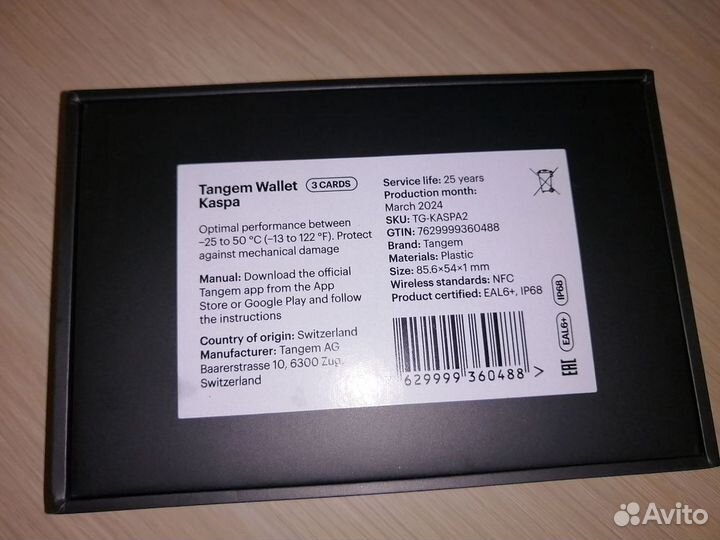 Tangem Wallet 3 CARDS
Kaspa
Optimal performance between
–25 to 50 °C (–13 to 122 °F). Protect
against mechanical damage
Manual: Download the official
Tangem app from the App
Store or Google Play and follow
the instructions
Country of origin: Switzerland
Manufacturer: Tangem AG
Baarerstrasse 10, 6300 Zug,
Switzerland
Service life: 25 years
Production month:
March 2024
SKU: TG-KASPA2
GTIN: 7629999360488
Brand: Tangem
Materials: Plastic
Size: 85.6×54×1 mm
Wireless standards: NFC
Product certified: EAL6+, IP68
629999 360488 >
EAL6+
IP68
EAC
Avito